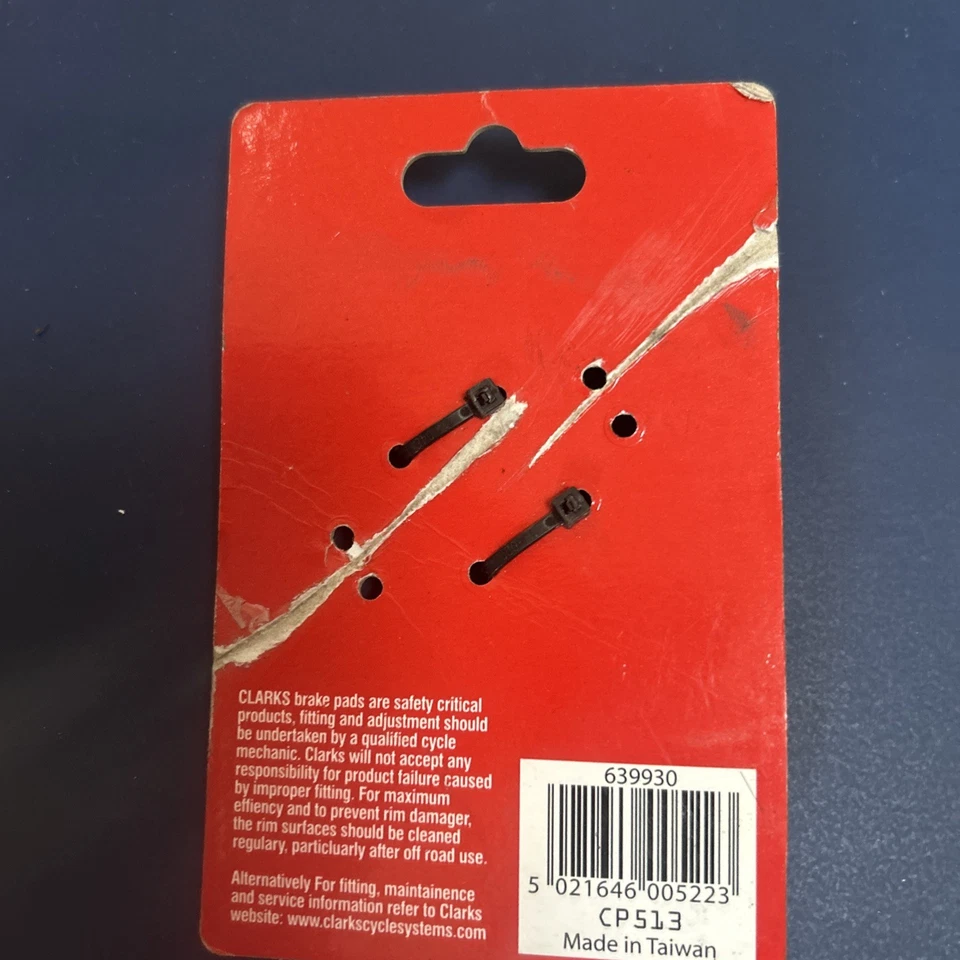 CLARKS brake pads are safety critical
products, fitting and adjustment should
be undertaken by a qualified cycle
mechanic. Clarks will not accept any
responsibility for product failure caused
by improper fitting. For maximum
effiency and to prevent rim damager,
the rim surfaces should be cleaned
regulary, particluarly after off road use.
Alternatively For fitting, maintainence
and service information refer to Clarks
website: www.clarkscyclesystems.com
639930
5 021646 005223
CP513
Made in Taiwan